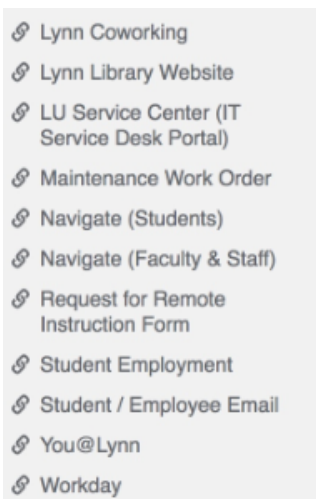 Lynn Coworking
Lynn Library Website
LU Service Center (IT
Service Desk Portal)
Maintenance Work Order
Navigate (Students)
Navigate (Faculty & Staff)
Request for Remote
Instruction Form
Student Employment
Student / Employee Email
You@Lynn
Workday